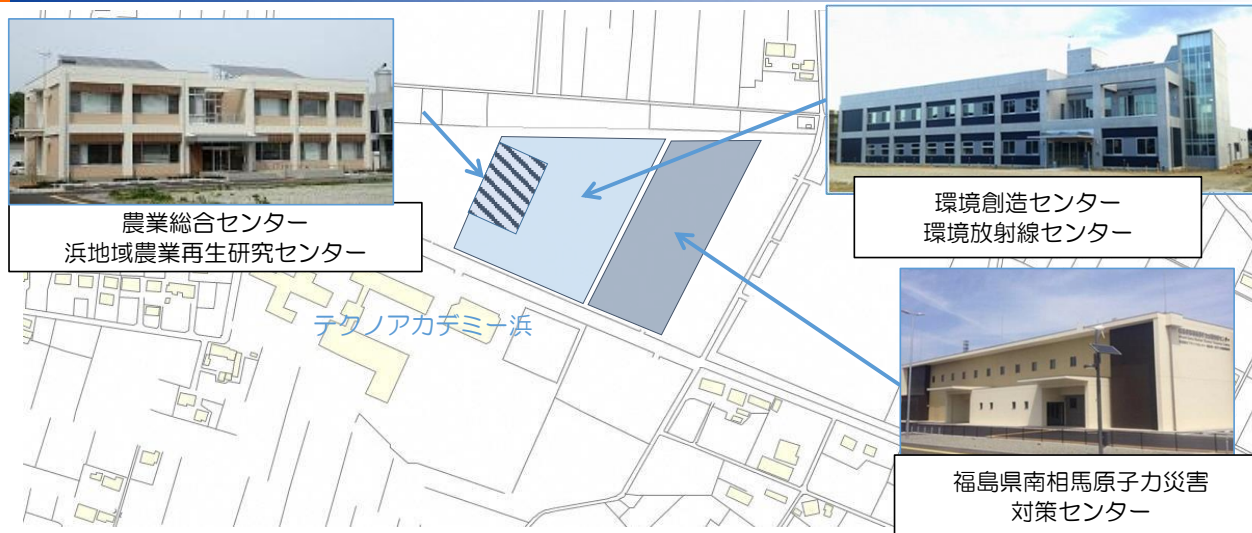 農業総合センター
浜地域農業再生研究センター
環境創造センター
環境放射線センター
テクノアカデミー浜
福島県南相馬原子力災害
対策センター